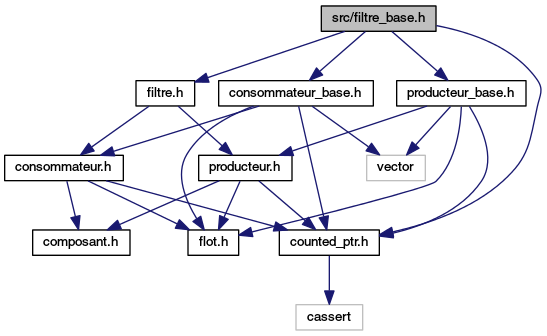 src/filtre_base.h
filtre.h
consommateur_base.h
producteur_base.h
consommateur.h
producteur.h
vector
composant.h
flot.h
counted_ptr.h
cassert